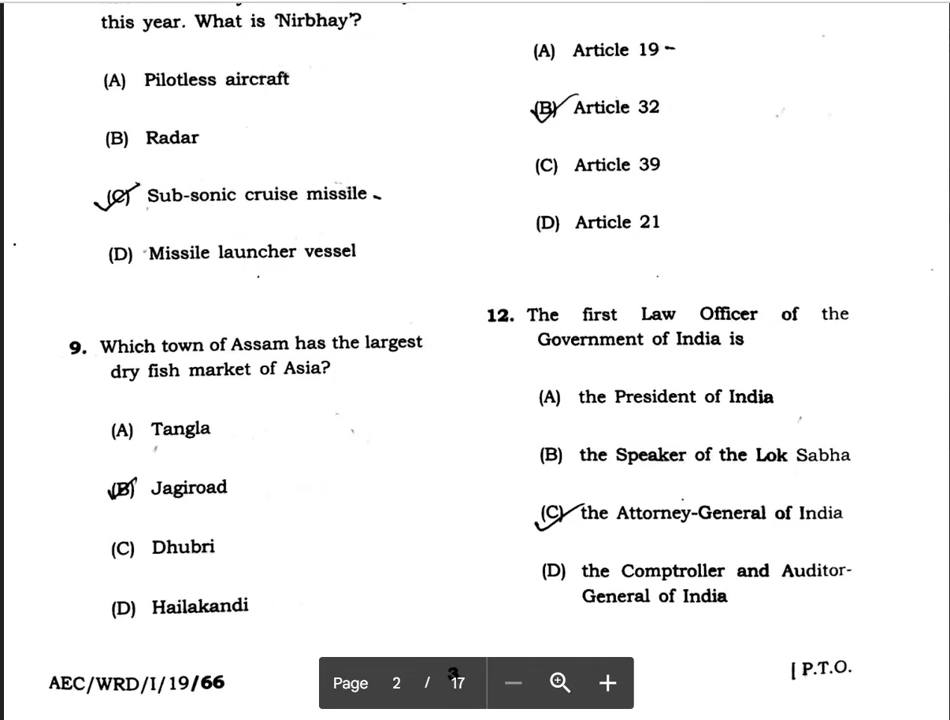 this year. What is 'Nirbhay'?
(A) Pilotless aircraft
(B) Radar
(C) Sub-sonic cruise missile
(D) Missile launcher vessel
9. Which town of Assam has the largest
dry fish market of Asia?
(A) Tangla
(B) Jagiroad
(C) Dhubri
(D) Hailakandi
AEC/WRD/I/19/66
(A) Article 19
(B) Article 32
(C) Article 39
(D) Article 21
12. The first Law Officer of the
Government of India is
(A) the President of India
(B) the Speaker of the Lok Sabha
(C) the Attorney-General of India
(D) the Comptroller and Auditor-
General of India
3
[ P.T.O.
Page 2 / 17